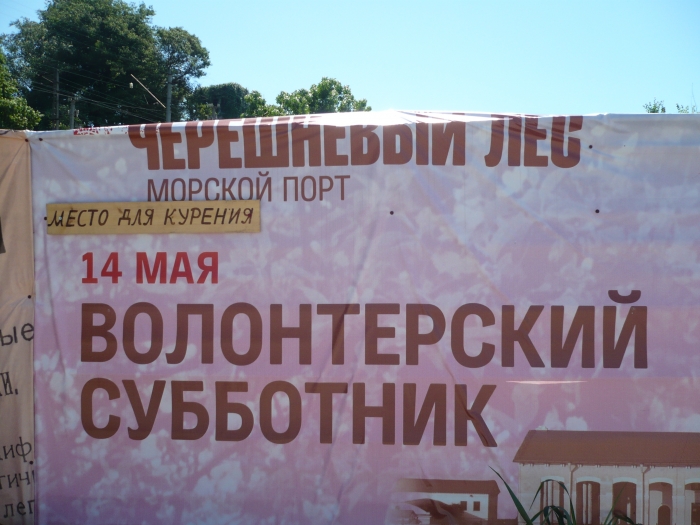 ЧЕРЕШНЕВЫЙ ЛЕС
МОРСКОЙ ПОРТ
МЕСТО ДЛЯ КУРЕНИЯ
14 МАЯ
ВОЛОНТЕРСКИЙ
СУББОТНИК